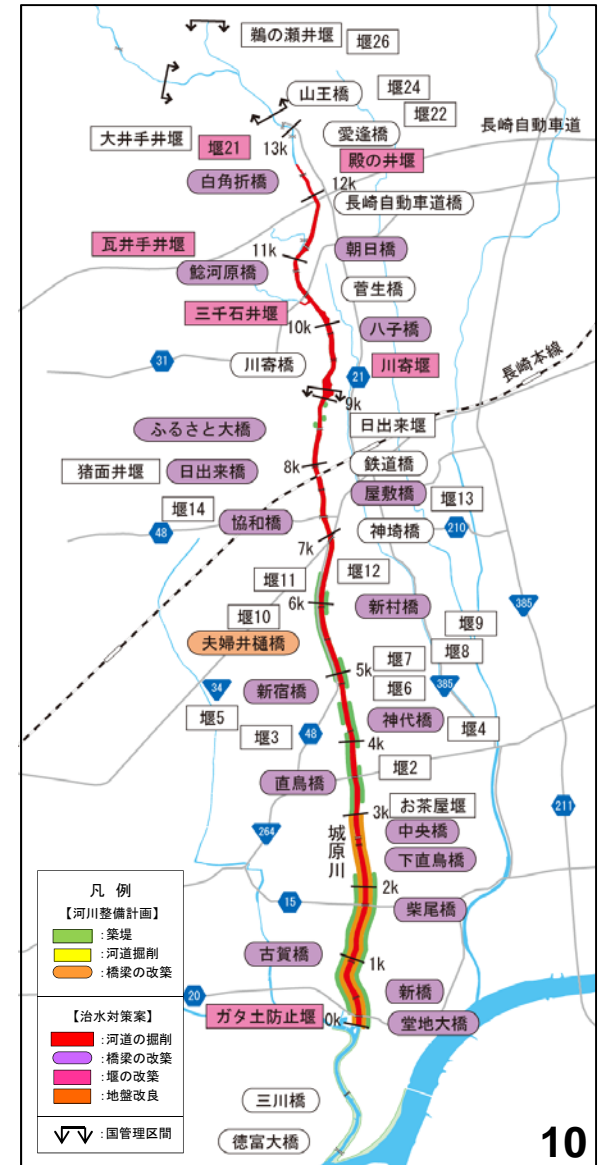 鵜の瀬井堰
堰26
山王橋
堰24
堰22
大井手井堰
愛逢橋
長崎自動車道
堰21
13k
殿の井堰
白角折橋
12k
長崎自動車道橋
瓦井手井堰
11k
朝日橋
鯰河原橋
菅生橋
三千石井堰
10k
八子橋
31
川寄橋
川寄堰
21
長崎本線
9k
ふるさと大橋
日出来堰
猪面井堰
日出来橋
8k
鉄道橋
屋敷橋
堰13
堰14
協和橋
48
7k
神埼橋
210
堰11
堰12
6k
新村橋
385
堰10
堰9
夫婦井樋橋
堰8
堰7
5k
34
新宿橋
堰6
385
堰5
神代橋
堰4
堰3
48
4k
堰2
直鳥橋
お茶屋堰
3k
211
城原川
中央橋
264
下直鳥橋
2k
15
柴尾橋
古賀橋
1k
20
新橋
ガタ土防止堰
0k
堂地大橋
三川橋
徳富大橋
凡 例
【河川整備計画】
:築堤
:河道掘削
:橋梁の改築
【治水対策案】
:河道の掘削
:橋梁の改築
:堰の改築
:地盤改良
:国管理区間
10